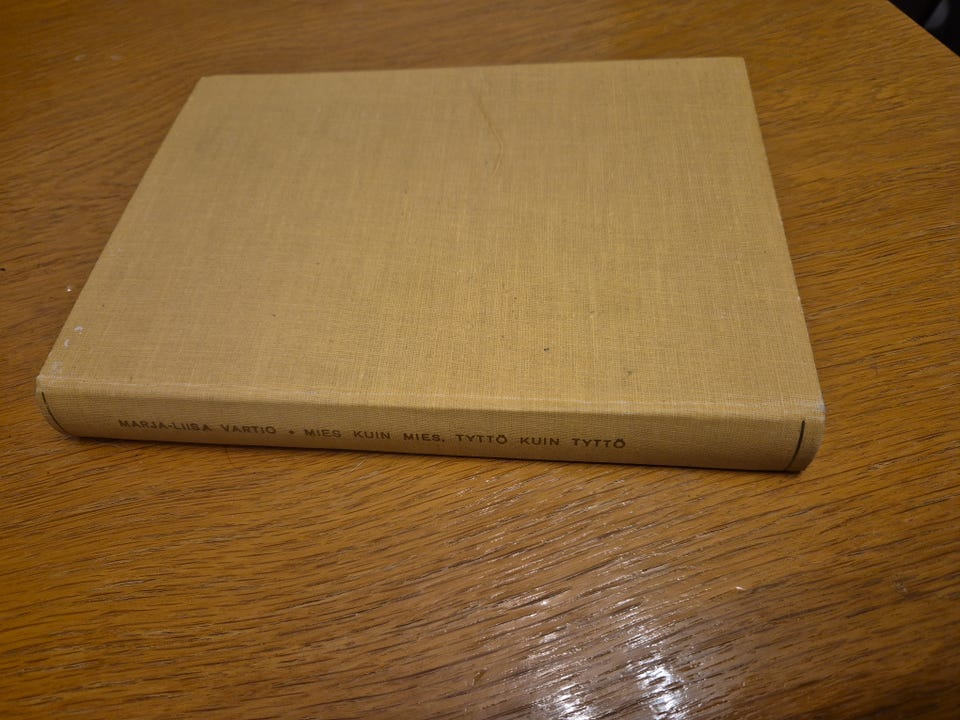 MARJA-LIISA VARTIO • MIES KUIN MIES, TYTTÖ KUIN TYTTÖ